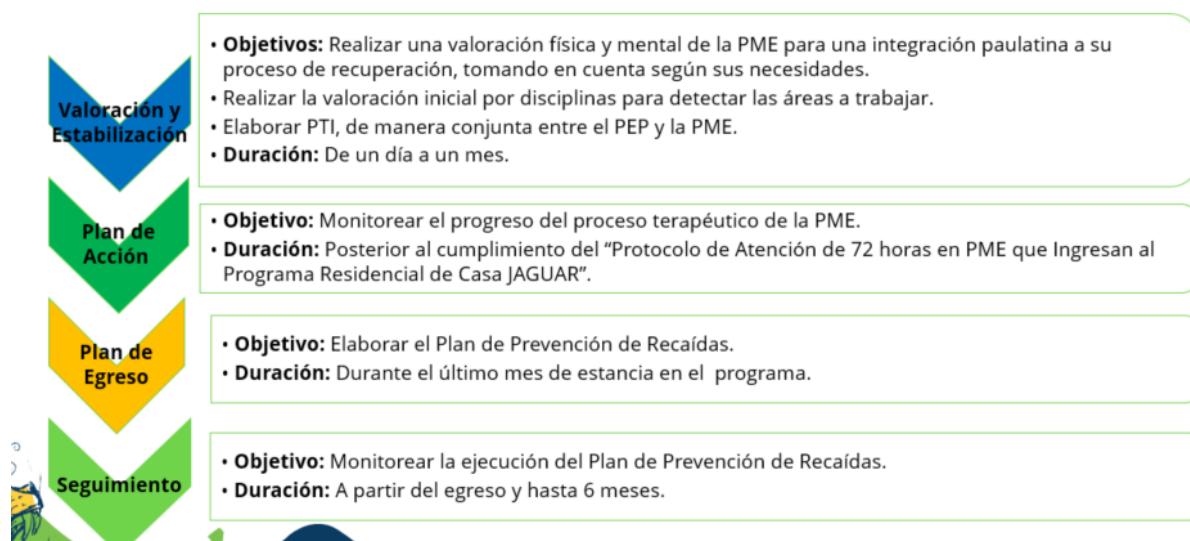 Valoración y
Estabilización
• Objetivos: Realizar una valoración física y mental de la PME para una integración paulatina a su
proceso de recuperación, tomando en cuenta según sus necesidades.
• Realizar la valoración inicial por disciplinas para detectar las áreas a trabajar.
• Elaborar PTI, de manera conjunta entre el PEP y la PME.
• Duración: De un día a un mes.
Plan de
Acción
• Objetivo: Monitorear el progreso del proceso terapéutico de la PME.
• Duración: Posterior al cumplimiento del “Protocolo de Atención de 72 horas en PME que Ingresan al
Programa Residencial de Casa JAGUAR”.
Plan de
Egreso
• Objetivo: Elaborar el Plan de Prevención de Recaídas.
• Duración: Durante el último mes de estancia en el programa.
Seguimiento
• Objetivo: Monitorear la ejecución del Plan de Prevención de Recaídas.
• Duración: A partir del egreso y hasta 6 meses.